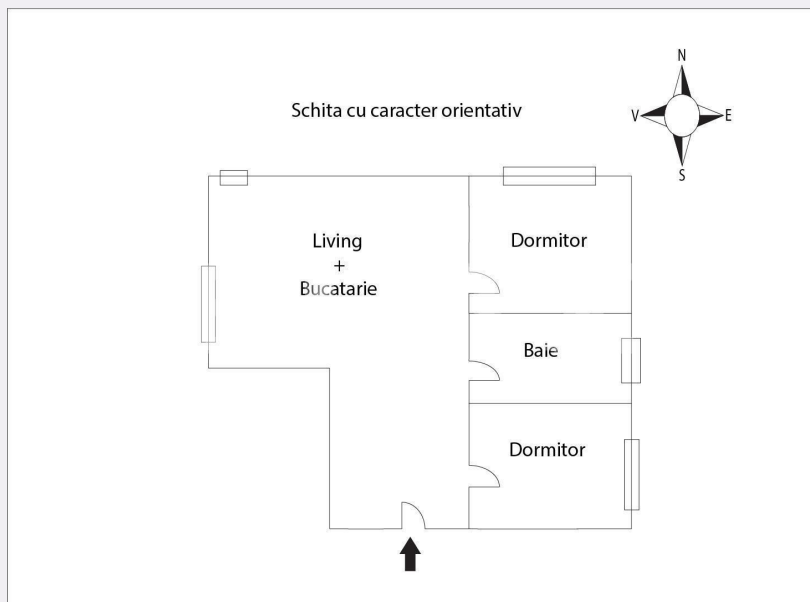 N
Schita cu caracter orientativ
V
E
S
Living
+
Bucatarie
Dormitor
Baie
Dormitor